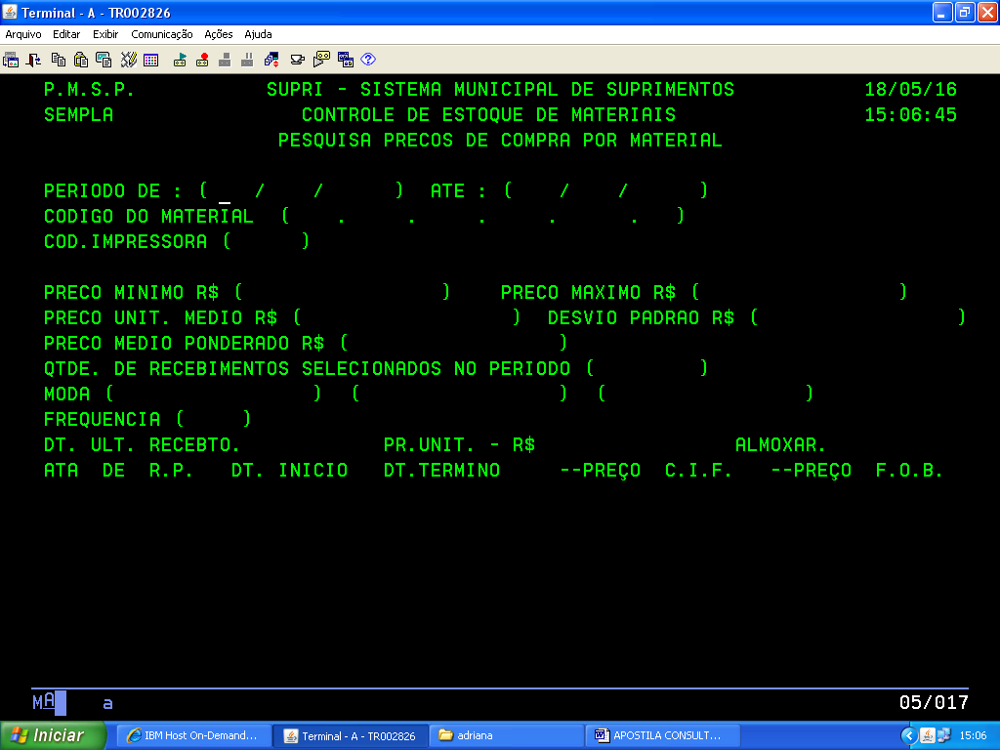 Terminal - A - TR002826
Arquivo Editar Exibir Comunicação Ações Ajuda
P.M.S.P. SUPRI - SISTEMA MUNICIPAL DE SUPRIMENTOS 18/05/16
SEMPLA CONTROLE DE ESTOQUE DE MATERIAIS 15:06:45
PESQUISA PRECOS DE COMPRA POR MATERIAL
PERIODO DE : ( _ / / ) ATE : ( / / )
CODIGO DO MATERIAL ( . . . . . )
COD.IMPRESSORA ( )
PRECO MINIMO R$ ( ) PRECO MAXIMO R$ ( )
PRECO UNIT. MEDIO R$ ( ) DESVIO PADRAO R$ ( )
PRECO MEDIO PONDERADO R$ ( )
QTDE. DE RECEBIMENTOS SELECIONADOS NO PERIODO ( )
MODA ( ) ( ) ( )
FREQUENCIA ( )
DT. ULT. RECEBTO. PR.UNIT. - R$ ALMOXAR.
ATA DE R.P. DT. INICIO DT.TERMINO --PREÇO C.I.F. --PREÇO F.O.B.
MA a 05/017
Iniciar IBM Host On-Demand... Terminal - A - TR002826 adriana APOSTILA CONSULT... 15:06